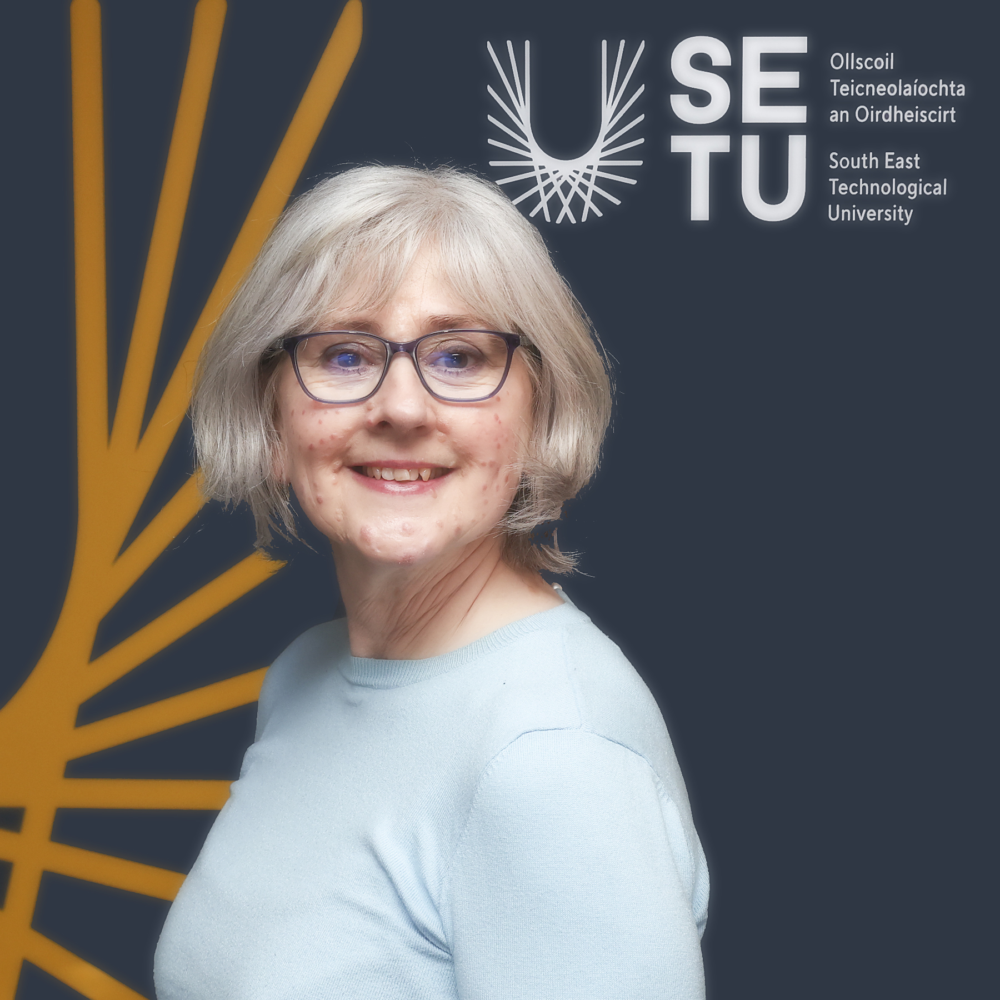 SE
TU
Ollscoil
Teicneolaíochta
an Oirdheiscirt
South East
Technological
University